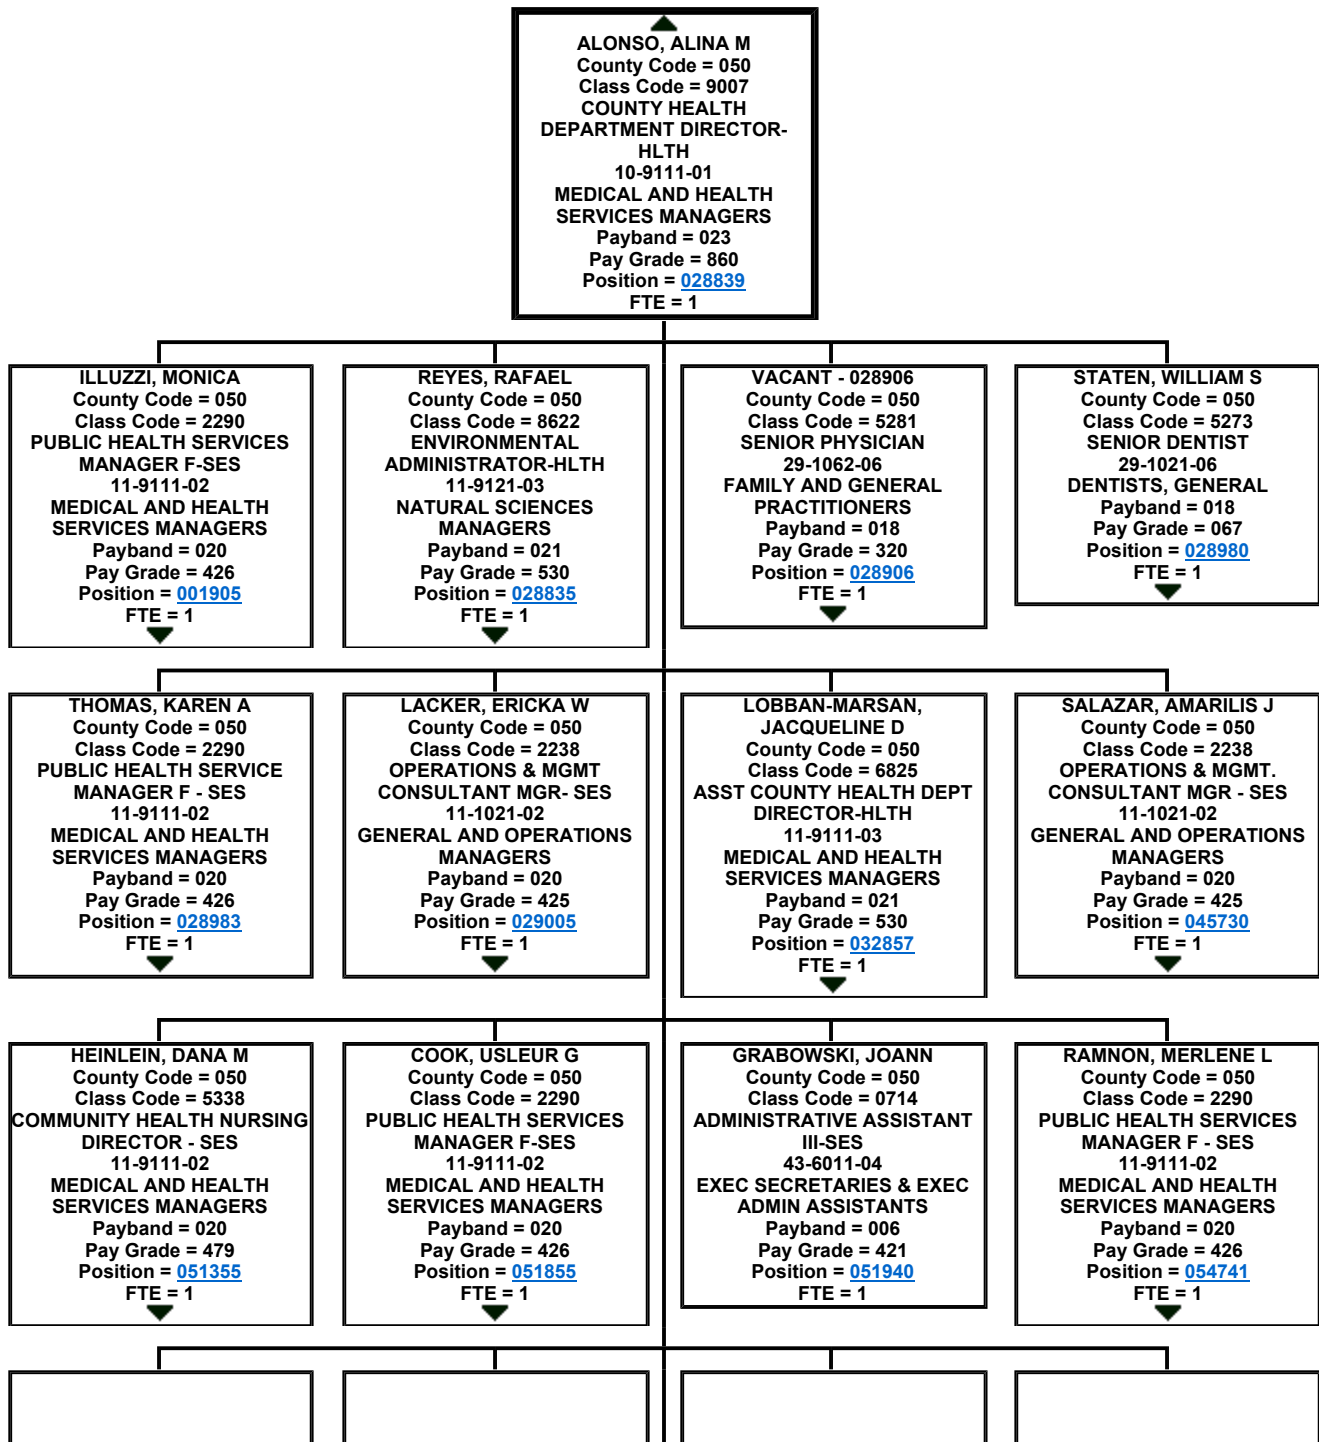 ALONSO, ALINA M
County Code = 050
Class Code = 9007
COUNTY HEALTH
DEPARTMENT DIRECTOR-
HLTH
10-9111-01
MEDICAL AND HEALTH
SERVICES MANAGERS
Payband = 023
Pay Grade = 860
Position = 028839
FTE = 1
ILLUZZI, MONICA
County Code = 050
Class Code = 2290
PUBLIC HEALTH SERVICES
MANAGER F-SES
11-9111-02
MEDICAL AND HEALTH
SERVICES MANAGERS
Payband = 020
Pay Grade = 426
Position = 001905
FTE = 1
REYES, RAFAEL
County Code = 050
Class Code = 8622
ENVIRONMENTAL
ADMINISTRATOR-HLTH
11-9121-03
NATURAL SCIENCES
MANAGERS
Payband = 021
Pay Grade = 530
Position = 028835
FTE = 1
VACANT - 028906
County Code = 050
Class Code = 5281
SENIOR PHYSICIAN
29-1062-06
FAMILY AND GENERAL
PRACTITIONERS
Payband = 018
Pay Grade = 320
Position = 028906
FTE = 1
STATEN, WILLIAM S
County Code = 050
Class Code = 5273
SENIOR DENTIST
29-1021-06
DENTISTS, GENERAL
Payband = 018
Pay Grade = 067
Position = 028980
FTE = 1
THOMAS, KAREN A
County Code = 050
Class Code = 2290
PUBLIC HEALTH SERVICE
MANAGER F - SES
11-9111-02
MEDICAL AND HEALTH
SERVICES MANAGERS
Payband = 020
Pay Grade = 426
Position = 028983
FTE = 1
LACKER, ERICKA W
County Code = 050
Class Code = 2238
OPERATIONS & MGMT
CONSULTANT MGR- SES
11-1021-02
GENERAL AND OPERATIONS
MANAGERS
Payband = 020
Pay Grade = 425
Position = 029005
FTE = 1
LOBBAN-MARSAN,
JACQUELINE D
County Code = 050
Class Code = 6825
ASST COUNTY HEALTH DEPT
DIRECTOR-HLTH
11-9111-03
MEDICAL AND HEALTH
SERVICES MANAGERS
Payband = 021
Pay Grade = 530
Position = 032857
FTE = 1
SALAZAR, AMARILIS J
County Code = 050
Class Code = 2238
OPERATIONS & MGMT.
CONSULTANT MGR - SES
11-1021-02
GENERAL AND OPERATIONS
MANAGERS
Payband = 020
Pay Grade = 425
Position = 045730
FTE = 1
HEINLEIN, DANA M
County Code = 050
Class Code = 5338
COMMUNITY HEALTH NURSING
DIRECTOR - SES
11-9111-02
MEDICAL AND HEALTH
SERVICES MANAGERS
Payband = 020
Pay Grade = 479
Position = 051355
FTE = 1
COOK, USLEUR G
County Code = 050
Class Code = 2290
PUBLIC HEALTH SERVICES
MANAGER F-SES
11-9111-02
MEDICAL AND HEALTH
SERVICES MANAGERS
Payband = 020
Pay Grade = 426
Position = 051855
FTE = 1
GRABOWSKI, JOANN
County Code = 050
Class Code = 0714
ADMINISTRATIVE ASSISTANT
III-SES
43-6011-04
EXEC SECRETARIES & EXEC
ADMIN ASSISTANTS
Payband = 006
Pay Grade = 421
Position = 051940
FTE = 1
RAMNON, MERLENE L
County Code = 050
Class Code = 2290
PUBLIC HEALTH SERVICES
MANAGER F - SES
11-9111-02
MEDICAL AND HEALTH
SERVICES MANAGERS
Payband = 020
Pay Grade = 426
Position = 054741
FTE = 1